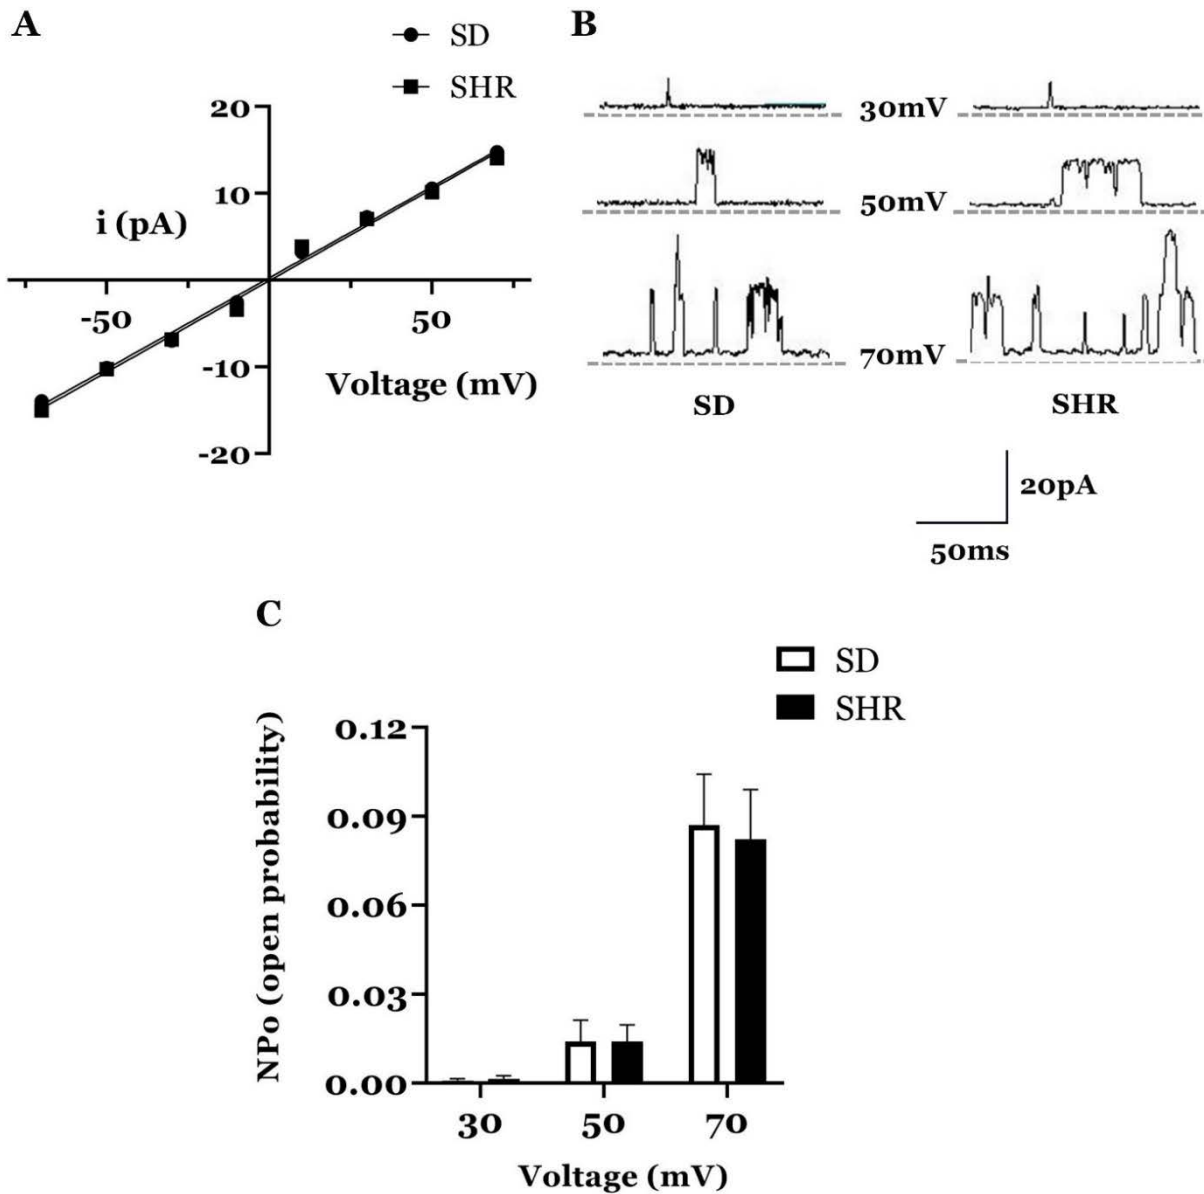 A
SD
SHR
20
10
i (pA)
-50
50
-10
Voltage (mV)
-20
B
30mV
50mV
70mV
SD
SHR
20pA
50ms
C
SD
SHR
NPo (open probability)
0.12
0.09
0.06
0.03
0.00
30
50
70
Voltage (mV)